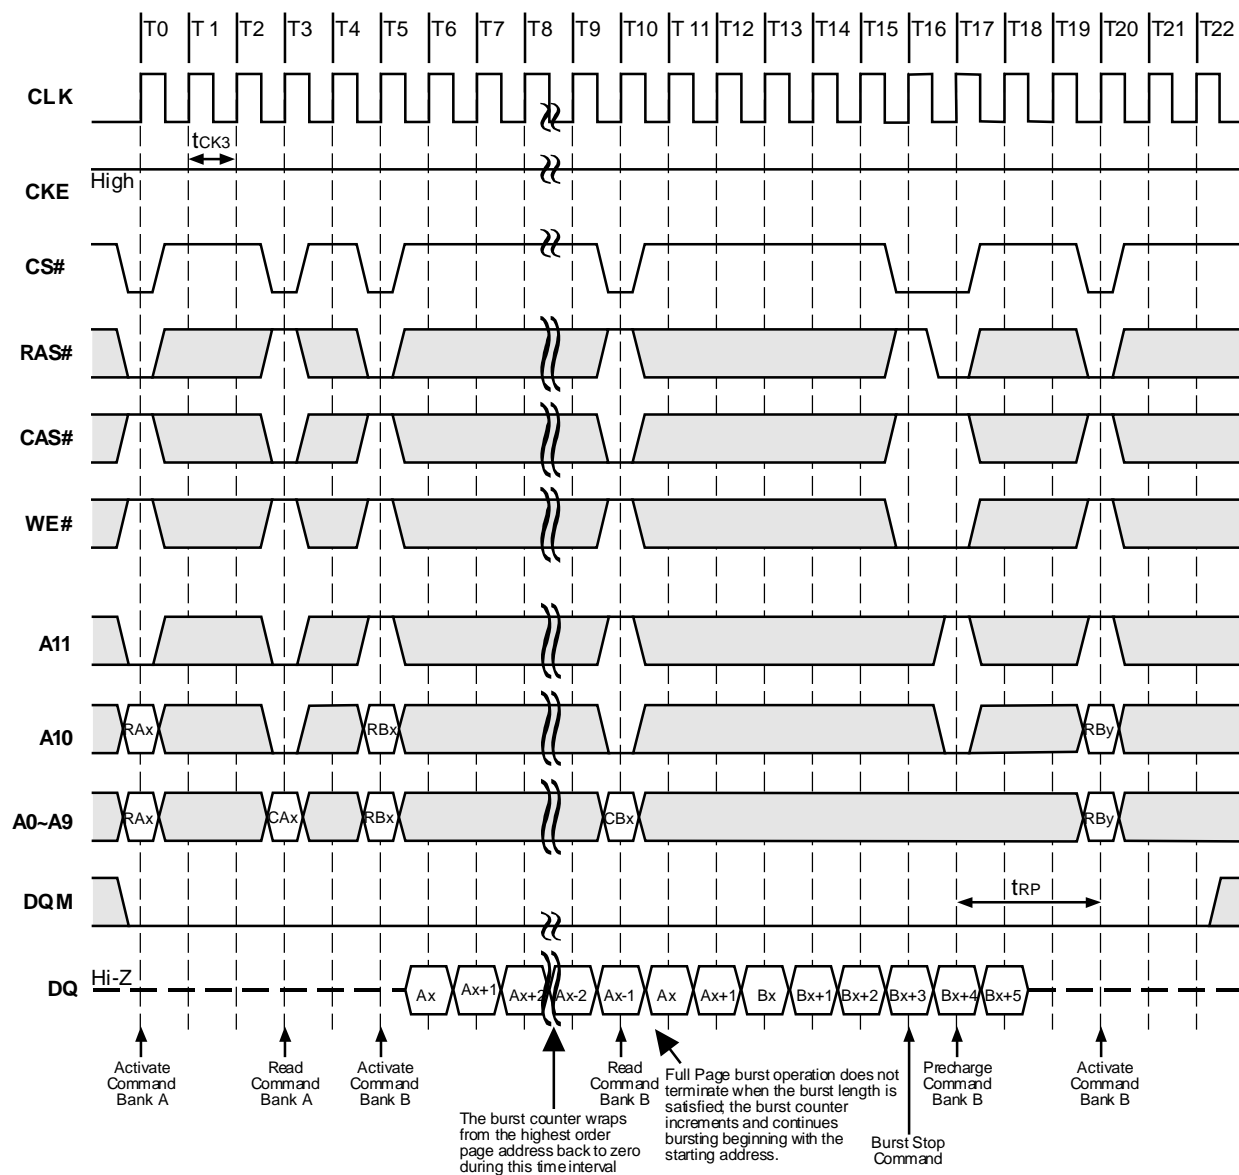 T0 T 1 T2 T3 T4 T5 T6 T7 T8 T9 T10 T 11 T12 T13 T14 T15 T16 T17 T18 T19 T20 T21 T22
CLK
tCK3
High
CKE
CS#
RAS#
CAS#
WE#
A11
A10 RAx RBx RBy
A0~A9 RAx CAx RBx CBx RBy
DQM
tRP
Hi-Z
DQ Ax Ax+1 Ax+2 Ax-2 Ax-1 Ax Ax+1 Bx Bx+1 Bx+2 Bx+3 Bx+4 Bx+5
Activate
Command
Bank A
Read
Command
Bank A
Activate
Command
Bank B
The burst counter wraps
from the highest order
page address back to zero
during this time interval
Read
Command
Bank B
Full Page burst operation does not
terminate when the burst length is
satisfied; the burst counter
increments and continues
bursting beginning with the
starting address.
Burst Stop
Command
Precharge
Command
Bank B
Activate
Command
Bank B